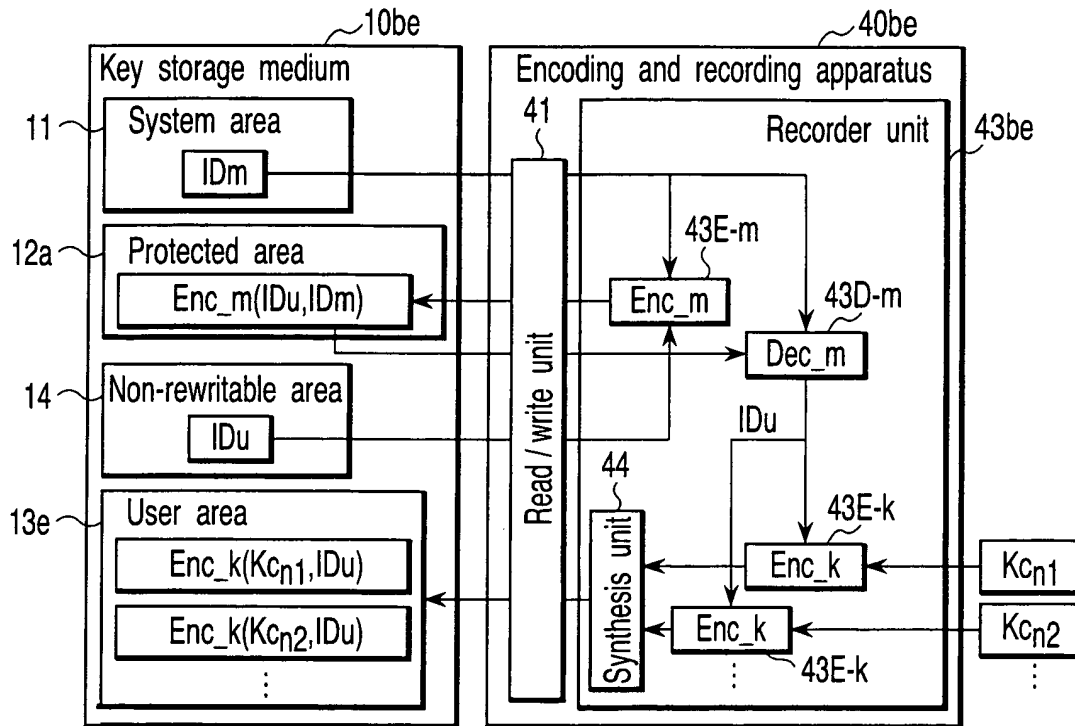 10be
40be
Key storage medium
Encoding and recording apparatus
11
System area
IDm
41
Recorder unit
43be
12a
Protected area
Enc_m(IDu,IDm)
43E-m
Enc_m
43D-m
Dec_m
14
Non-rewritable area
IDu
Read / write unit
IDu
44
Synthesis unit
13e
User area
Enc_k(Kcn1,IDu)
Enc_k(Kcn2,IDu)
⋮
43E-k
Enc_k
Kcn1
Enc_k
Kcn2
43E-k
⋮
⋮